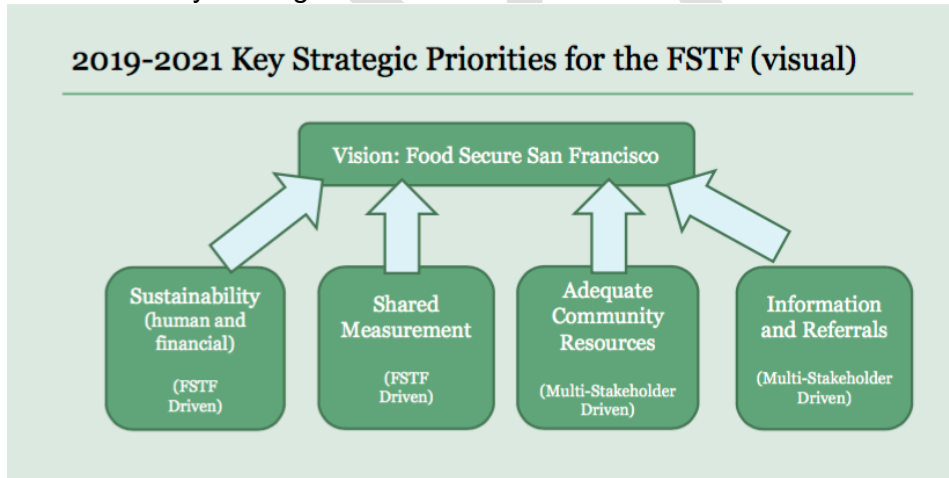 2019-2021 Key Strategic Priorities for the FSTF (visual)
Vision: Food Secure San Francisco
Sustainability
(human and
financial)
(FSTF
Driven)
Shared
Measurement
(FSTF
Driven)
Adequate
Community
Resources
(Multi-Stakeholder
Driven)
Information
and Referrals
(Multi-Stakeholder
Driven)